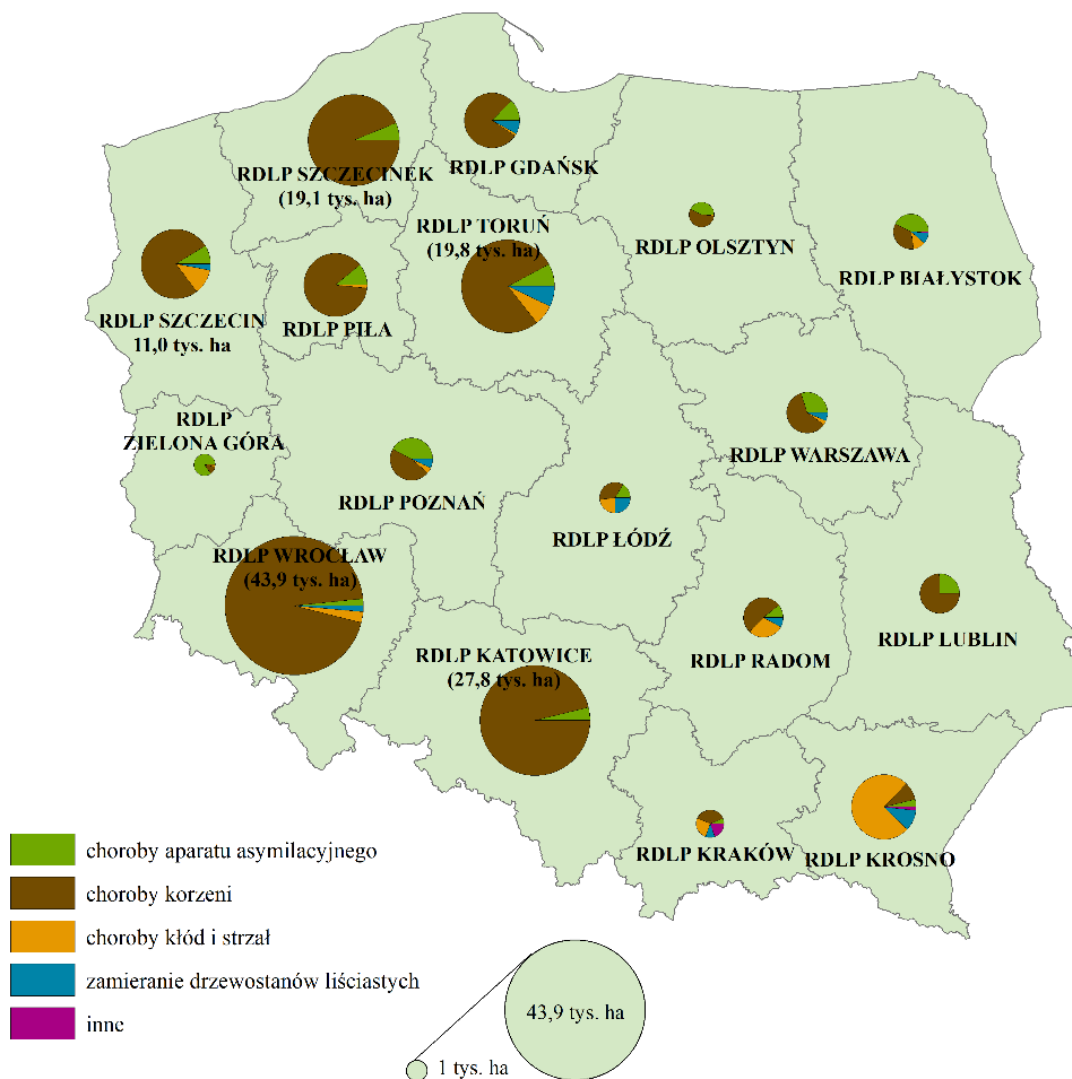 RDLP GDAŃSK
RDLP SZCZECINEK
(19,1 tys. ha)
RDLP TORUŃ
(19,8 tys. ha)
RDLP OLSZTYN
RDLP BIAŁYSTOK
RDLP SZCZECIN
11,0 tys. ha
RDLP PIŁA
RDLP
ZIELONA GÓRA
RDLP WARSZAWA
RDLP POZNAŃ
RDLP ŁÓDŹ
RDLP WROCŁAW
(43,9 tys. ha)
RDLP LUBLIN
RDLP RADOM
RDLP KATOWICE
(27,8 tys. ha)
RDLP KRAKÓW
RDLP KROSNO
choroby aparatu asymilacyjnego
choroby korzeni
choroby kłód i strzał
zamieranie drzewostanów liściastych
inne
43,9 tys. ha
1 tys. ha